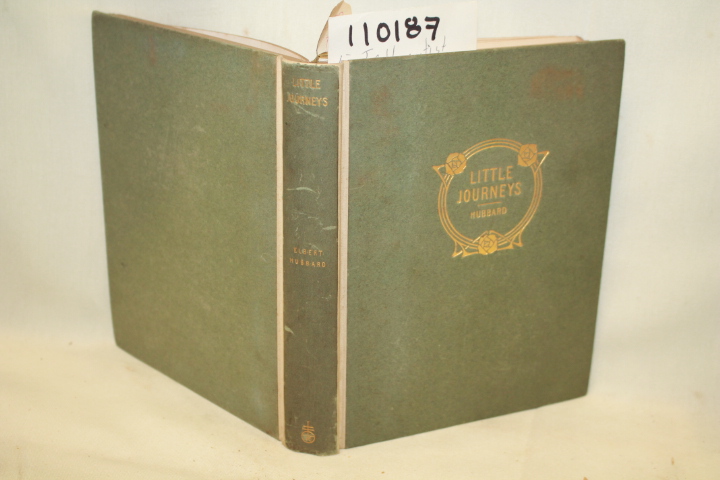 110187
LITTLE
JOURNEYS
ELBERT
HUBBARD
LITTLE
JOURNEYS
HUBBARD